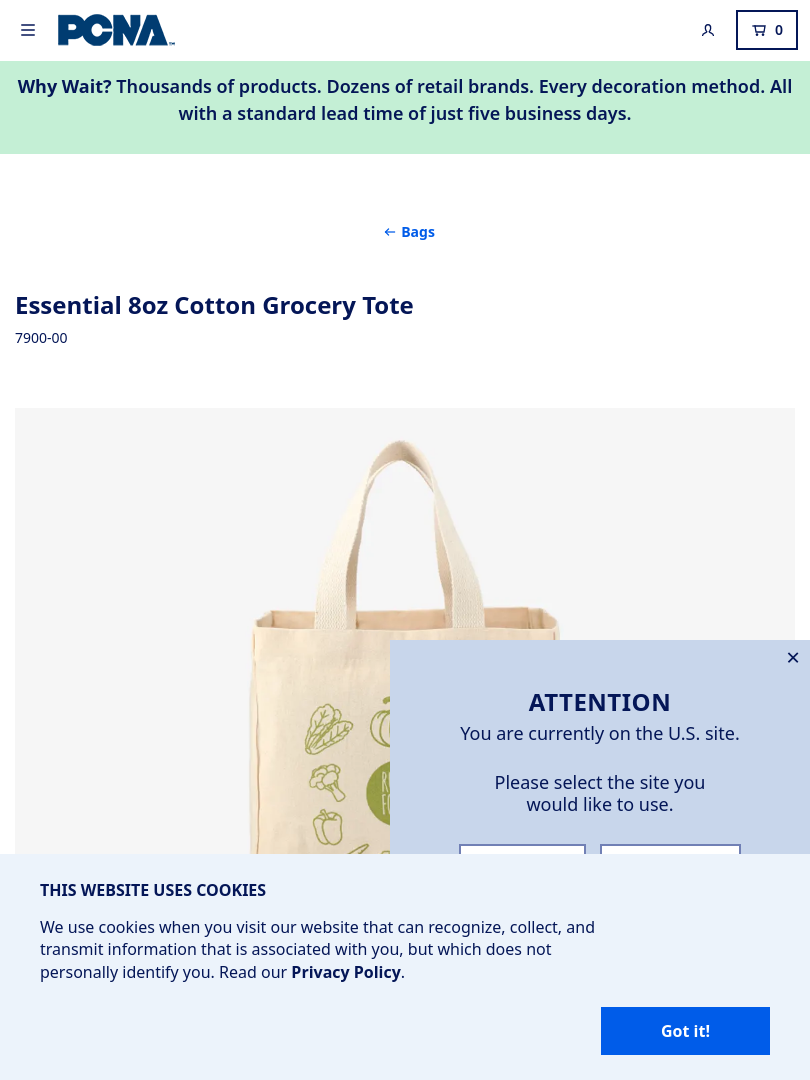 PCNA
0
Why Wait? Thousands of products. Dozens of retail brands. Every decoration method. All
with a standard lead time of just five business days.
← Bags
Essential 8oz Cotton Grocery Tote
7900-00
ATTENTION
You are currently on the U.S. site.
Please select the site you
would like to use.
THIS WEBSITE USES COOKIES
We use cookies when you visit our website that can recognize, collect, and
transmit information that is associated with you, but which does not
personally identify you. Read our Privacy Policy.
Got it!